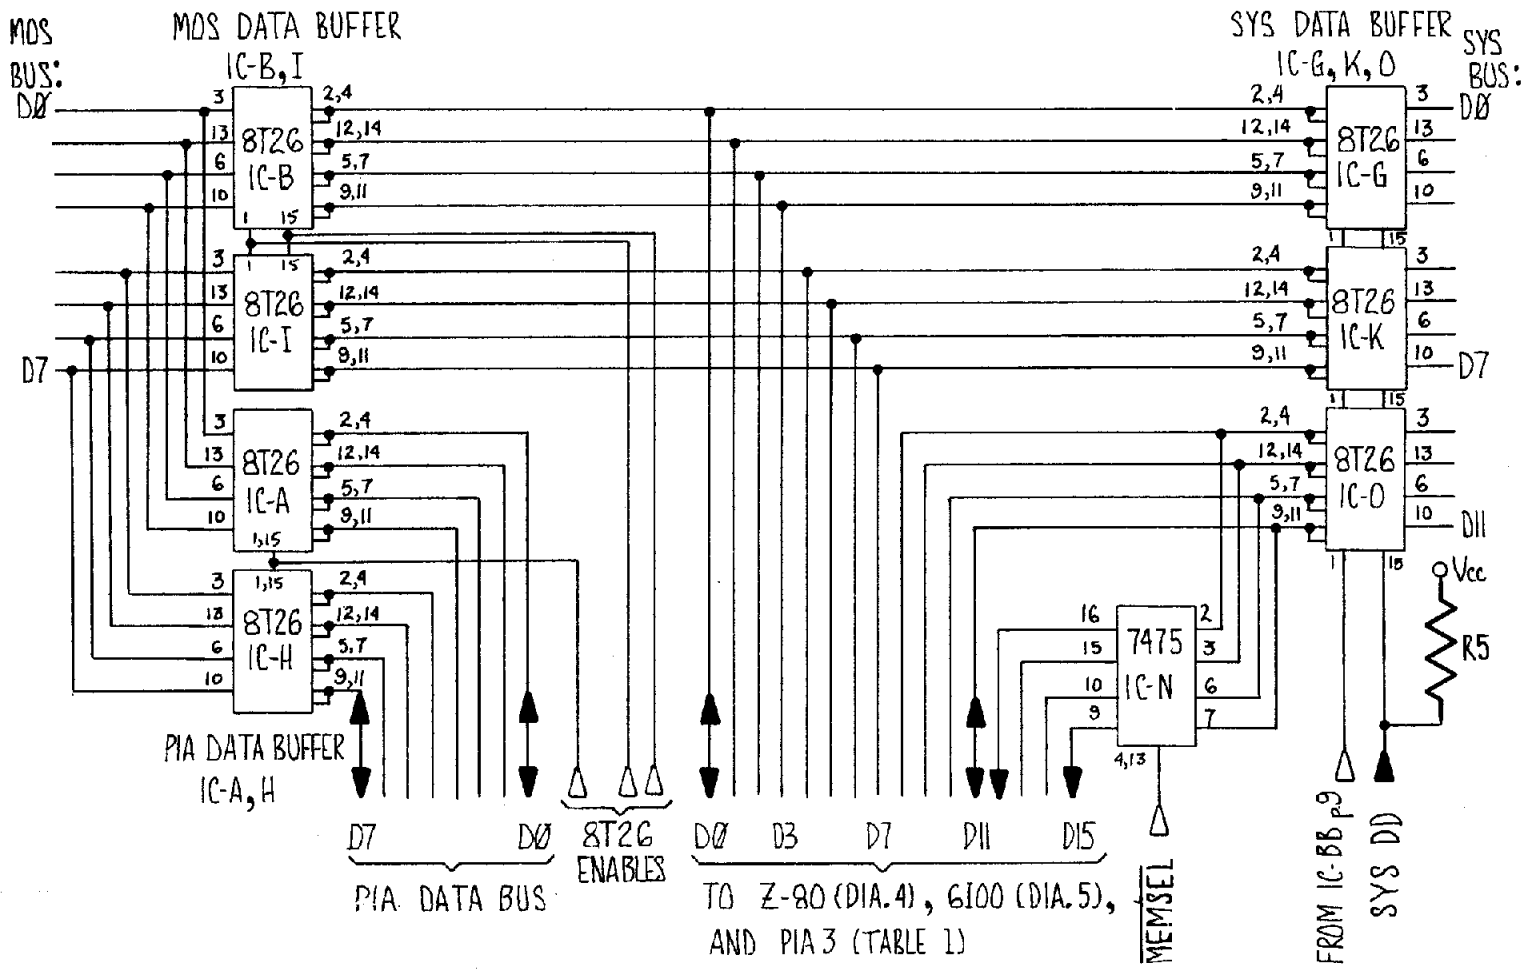 MOS DATA BUFFER
IC-B, I
SYS DATA BUFFER
IC-G, K, O
MOS
BUS:
DØ
SYS
BUS:
DØ
3
13
6
10
8T26
IC-B
1 15
2,4
12,14
5,7
9,11
2,4
12,14
5,7
9,11
8T26
IC-G
1 15
3
13
6
10
3
13
6
10
D7
1 15
8T26
IC-I
2,4
12,14
5,7
9,11
2,4
12,14
5,7
9,11
8T26
IC-K
1 15
3
13
6
10
D7
3
13
6
10
8T26
IC-A
1,15
2,4
12,14
5,7
9,11
2,4
12,14
5,7
9,11
8T26
IC-O
1 15
3
13
6
10
D11
3
13
6
10
1,15
8T26
IC-H
2,4
12,14
5,7
9,11
16
15
10
9
7475
IC-N
4,13
2
3
6
7
Vcc
R5
PIA DATA BUFFER
IC-A, H
D7 DØ
PIA DATA BUS
8T26
ENABLES
DØ D3 D7 D11 D15
TO Z-80 (DIA.4), 6100 (DIA.5),
AND PIA 3 (TABLE 1)
MEMSEL
FROM IC-BB p9
SYS DD